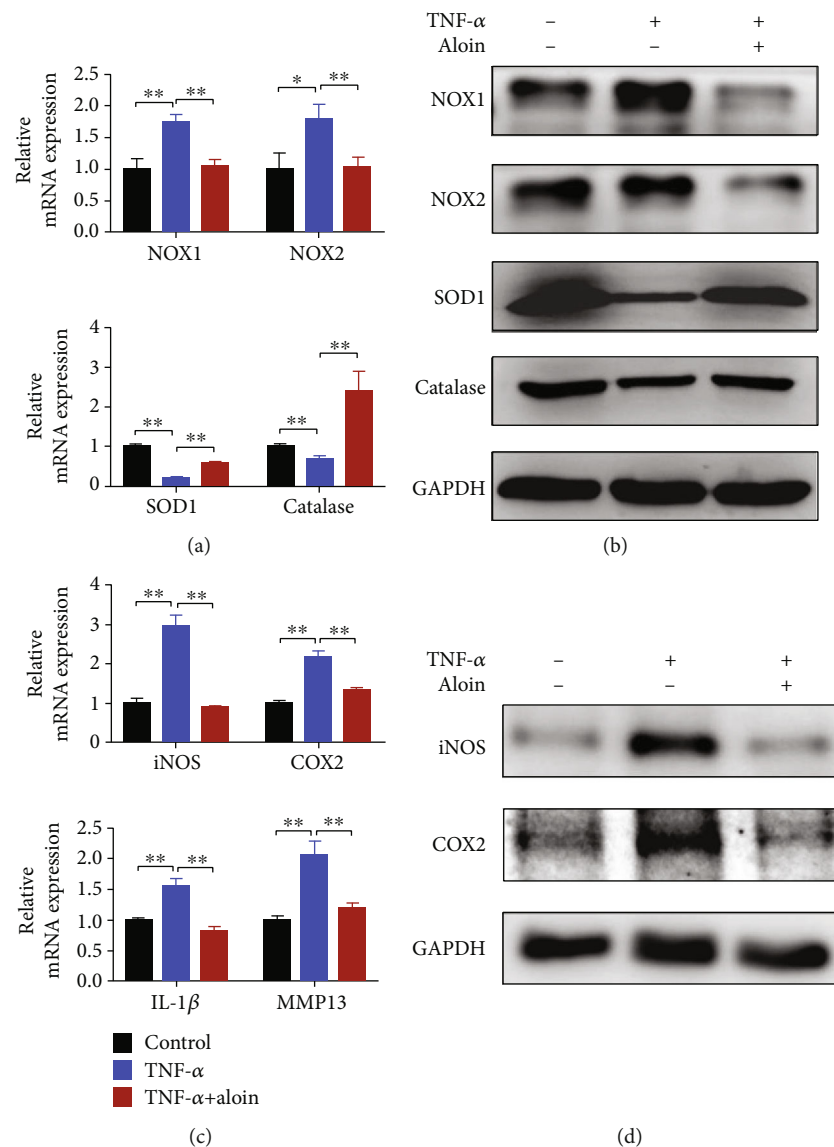 Relative
mRNA expression
2.5
2.0
1.5
1.0
0.5
0.0
**
**
*
**
NOX1
NOX2
Relative
mRNA expression
4
3
2
1
0
**
**
**
**
SOD1
Catalase
(a)
TNF-α – + +
Aloin – – +
NOX1
NOX2
SOD1
Catalase
GAPDH
(b)
Relative
mRNA expression
4
3
2
1
0
**
**
**
**
iNOS
COX2
Relative
mRNA expression
2.5
2.0
1.5
1.0
0.5
0.0
**
**
**
**
IL-1β
MMP13
Control
TNF-α
TNF-α+aloin
(c)
TNF-α – + +
Aloin – – +
iNOS
COX2
GAPDH
(d)